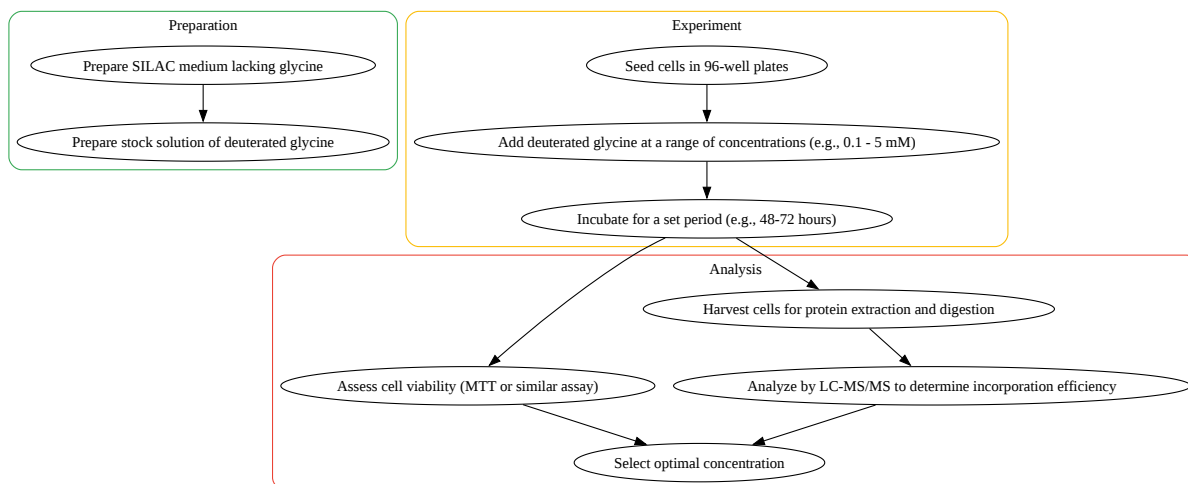 Preparation
Prepare SILAC medium lacking glycine
Prepare stock solution of deuterated glycine
Experiment
Seed cells in 96-well plates
Add deuterated glycine at a range of concentrations (e.g., 0.1 - 5 mM)
Incubate for a set period (e.g., 48-72 hours)
Analysis
Harvest cells for protein extraction and digestion
Assess cell viability (MTT or similar assay)
Analyze by LC-MS/MS to determine incorporation efficiency
Select optimal concentration